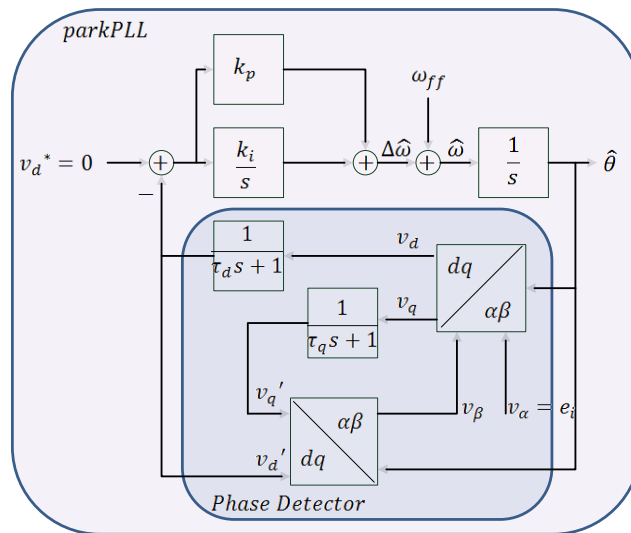 parkPLL
k_p
ω_ff
v_d* = 0
+
k_i/s
+
Δω̂
+
ω̂
1/s
θ̂
−
1/(τ_d s + 1)
v_d
dq
αβ
1/(τ_q s + 1)
v_q
v_q′
αβ
dq
v_β
v_α = e_i
v_d′
Phase Detector